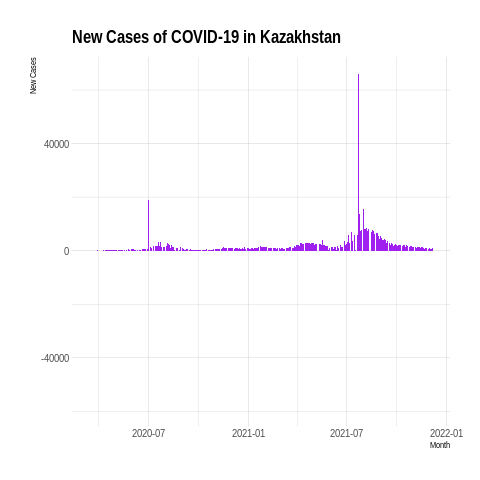 New Cases of COVID-19 in Kazakhstan
New Cases
40000
0
-40000
2020-07
2021-01
2021-07
2022-01
Month